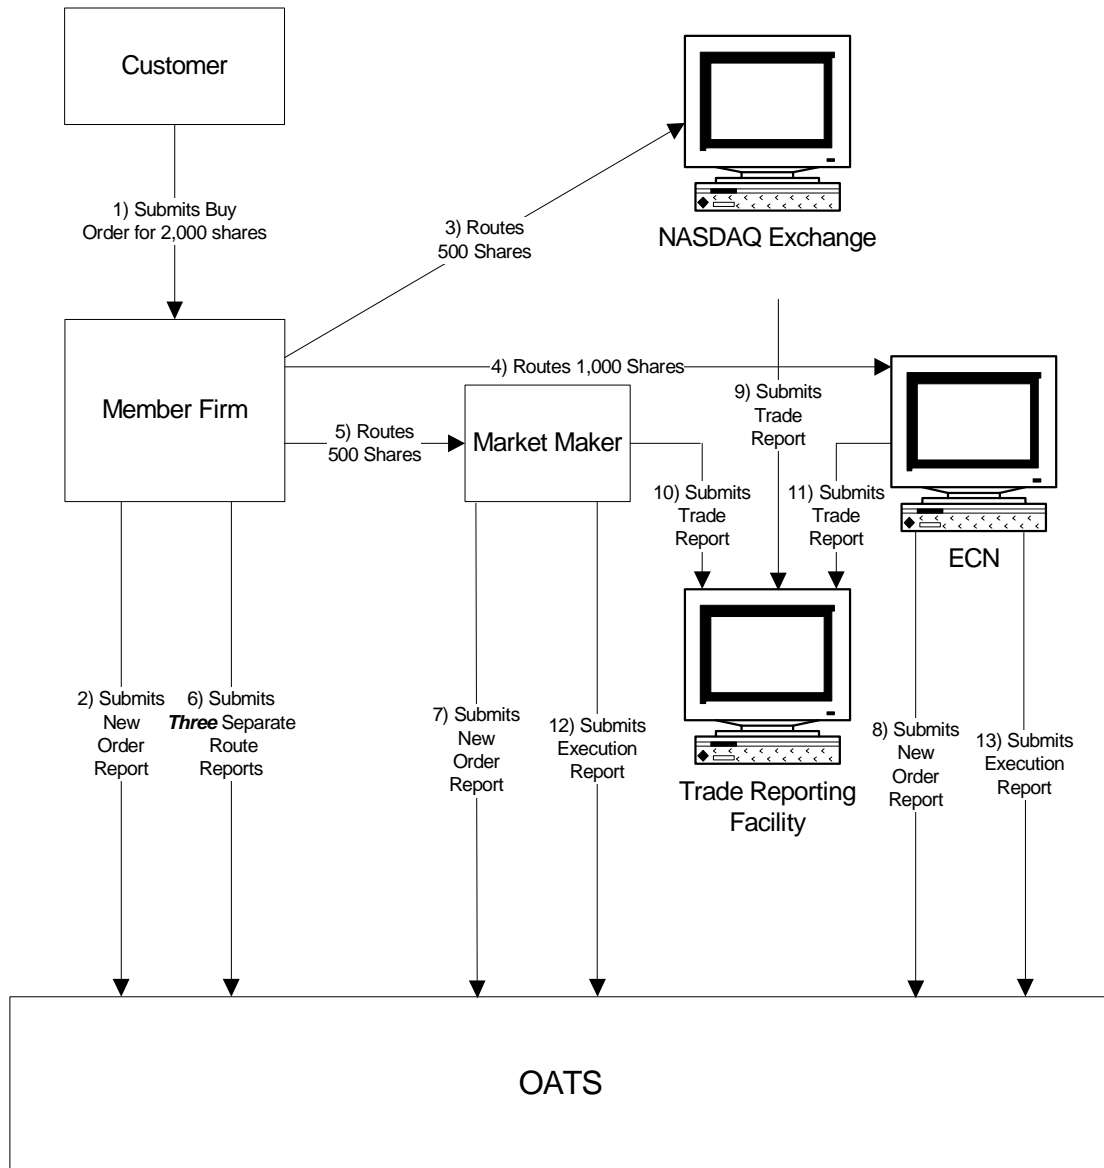 Customer
1) Submits Buy
Order for 2,000 shares
3) Routes
500 Shares
NASDAQ Exchange
Member Firm
4) Routes 1,000 Shares
5) Routes
500 Shares
Market Maker
9) Submits
Trade
Report
10) Submits
Trade
Report
11) Submits
Trade
Report
ECN
2) Submits
New
Order
Report
6) Submits
Three Separate
Route
Reports
7) Submits
New
Order
Report
12) Submits
Execution
Report
Trade Reporting
Facility
8) Submits
New
Order
Report
13) Submits
Execution
Report
OATS